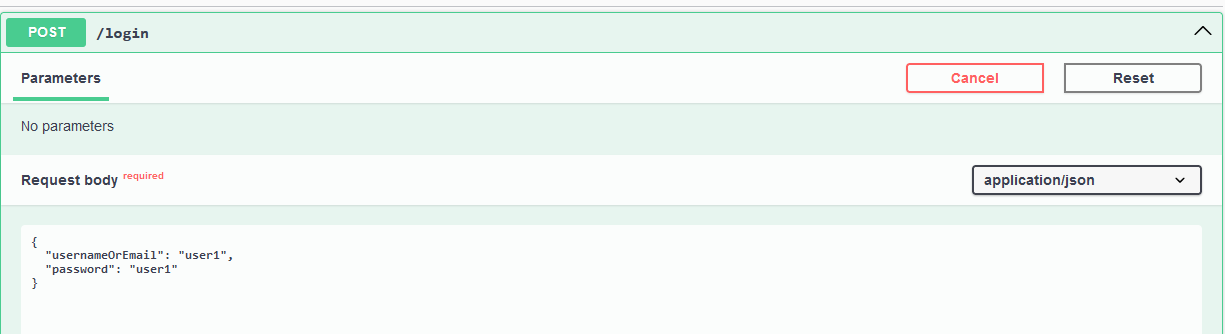 POST /login
Parameters Cancel Reset
No parameters
Request body required application/json
{
"usernameOrEmail": "user1",
"password": "user1"
}